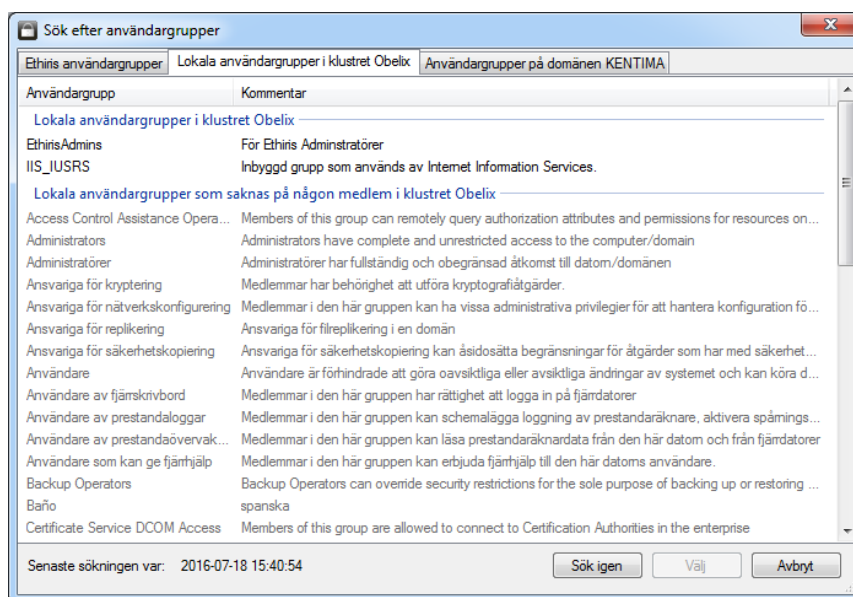 Sök efter användargrupper
Ethiris användargrupper Lokala användargrupper i klustret Obelix Användargrupper på domänen KENTIMA
Användargrupp Kommentar
Lokala användargrupper i klustret Obelix
EthirisAdmins För Ethiris Adminstratörer
IIS_IUSRS Inbyggd grupp som används av Internet Information Services.
Lokala användargrupper som saknas på någon medlem i klustret Obelix
Access Control Assistance Opera... Members of this group can remotely query authorization attributes and permissions for resources on...
Administrators Administrators have complete and unrestricted access to the computer/domain
Administratörer Administratörer har fullständig och obegränsad åtkomst till datorn/domänen
Ansvariga för kryptering Medlemmar har behörighet att utföra kryptografiåtgärder.
Ansvariga för nätverkskonfigurering Medlemmar i den här gruppen kan ha vissa administrativa privilegier för att hantera konfiguration fö...
Ansvariga för replikering Ansvariga för filreplikering i en domän
Ansvariga för säkerhetskopiering Ansvariga för säkerhetskopiering kan åsidosätta begränsningar för åtgärder som har med säkerhet...
Användare Användare är förhindrade att göra oavsiktliga eller avsiktliga ändringar av systemet och kan köra d...
Användare av fjärrskrivbord Medlemmar i den här gruppen har rättighet att logga in på fjärrdatorer
Användare av prestandaloggar Medlemmar i den här gruppen kan schemalägga loggning av prestandaräknare, aktivera spårnings...
Användare av prestandaövervak... Medlemmar i den här gruppen kan läsa prestandaräknardata från den här datorn och från fjärrdatorer
Användare som kan ge fjärrhjälp Medlemmar i den här gruppen kan erbjuda fjärrhjälp till den här datorns användare.
Backup Operators Backup Operators can override security restrictions for the sole purpose of backing up or restoring ...
Baño spanska
Certificate Service DCOM Access Members of this group are allowed to connect to Certification Authorities in the enterprise
Senaste sökningen var: 2016-07-18 15:40:54 Sök igen Välj Avbryt